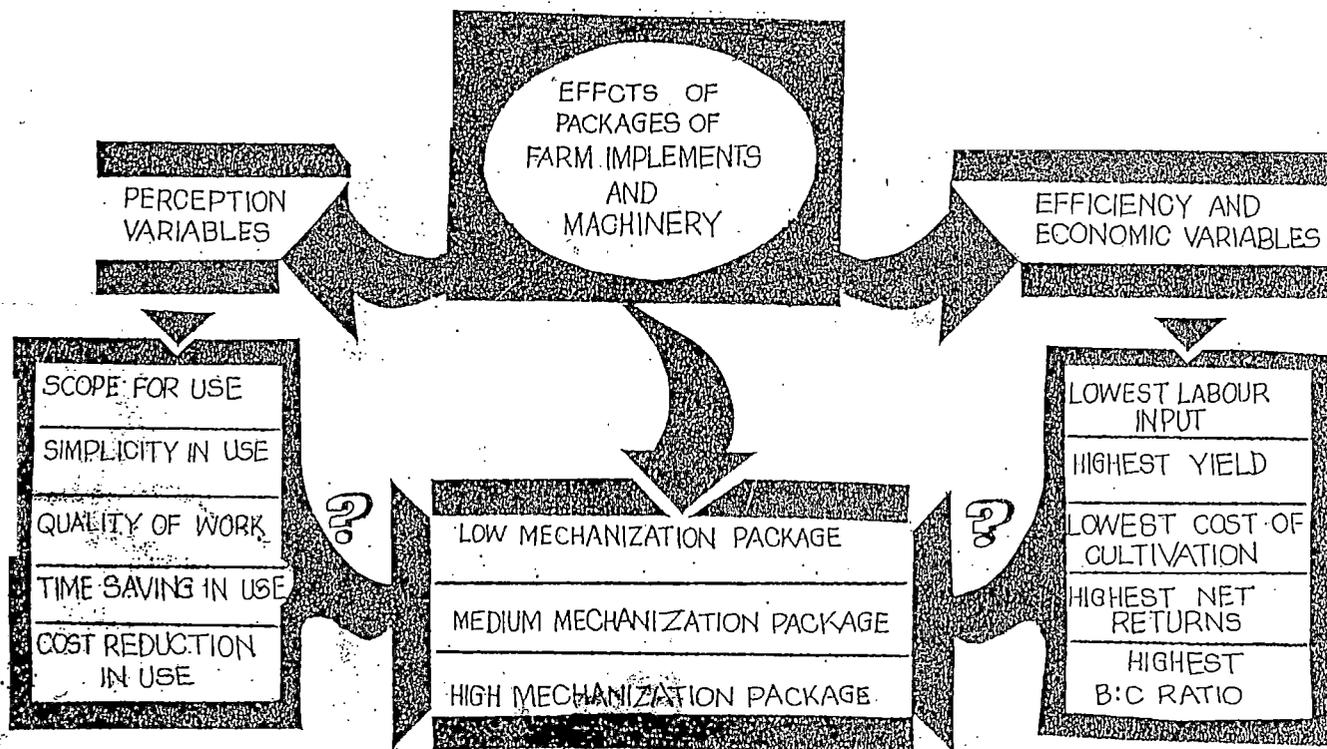 EFFCTS OF
PACKAGES OF
FARM IMPLEMENTS
AND
MACHINERY
PERCEPTION
VARIABLES
EFFICIENCY AND
ECONOMIC VARIABLES
SCOPE FOR USE
SIMPLICITY IN USE
QUALITY OF WORK
TIME SAVING IN USE
COST REDUCTION
IN USE
?
LOW MECHANIZATION PACKAGE
MEDIUM MECHANIZATION PACKAGE
HIGH MECHANIZATION PACKAGE
?
LOWEST LABOUR
INPUT
HIGHEST YIELD
LOWEST COST OF
CULTIVATION
HIGHEST NET
RETURNS
HIGHEST
B:C RATIO